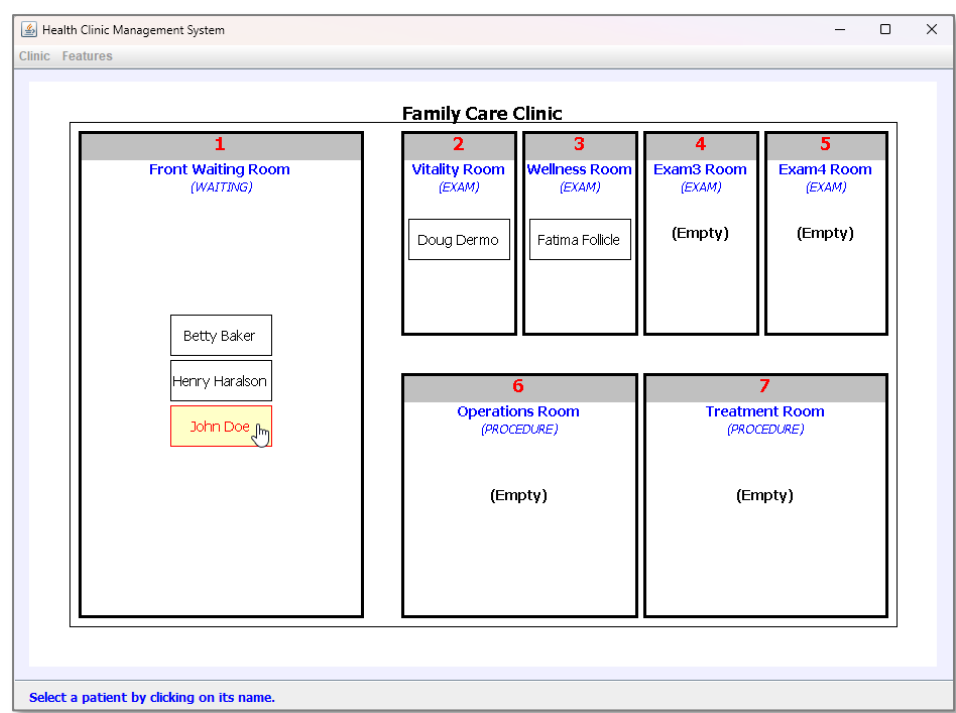 Health Clinic Management System
Clinic Features
Family Care Clinic
1
Front Waiting Room
(WAITING)
Betty Baker
Henry Haralson
John Doe
2
Vitality Room
(EXAM)
Doug Dermo
3
Wellness Room
(EXAM)
Fatima Follicle
4
Exam3 Room
(EXAM)
(Empty)
5
Exam4 Room
(EXAM)
(Empty)
6
Operations Room
(PROCEDURE)
(Empty)
7
Treatment Room
(PROCEDURE)
(Empty)
Select a patient by clicking on its name.